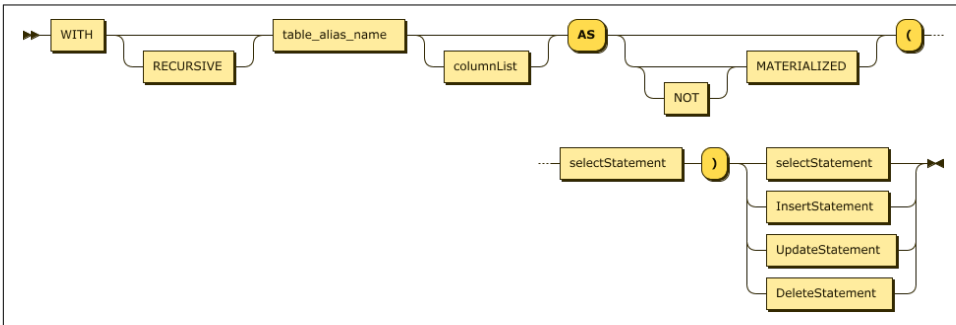 WITH table_alias_name AS (
RECURSIVE columnList MATERIALIZED
NOT
selectStatement ) selectStatement
InsertStatement
UpdateStatement
DeleteStatement